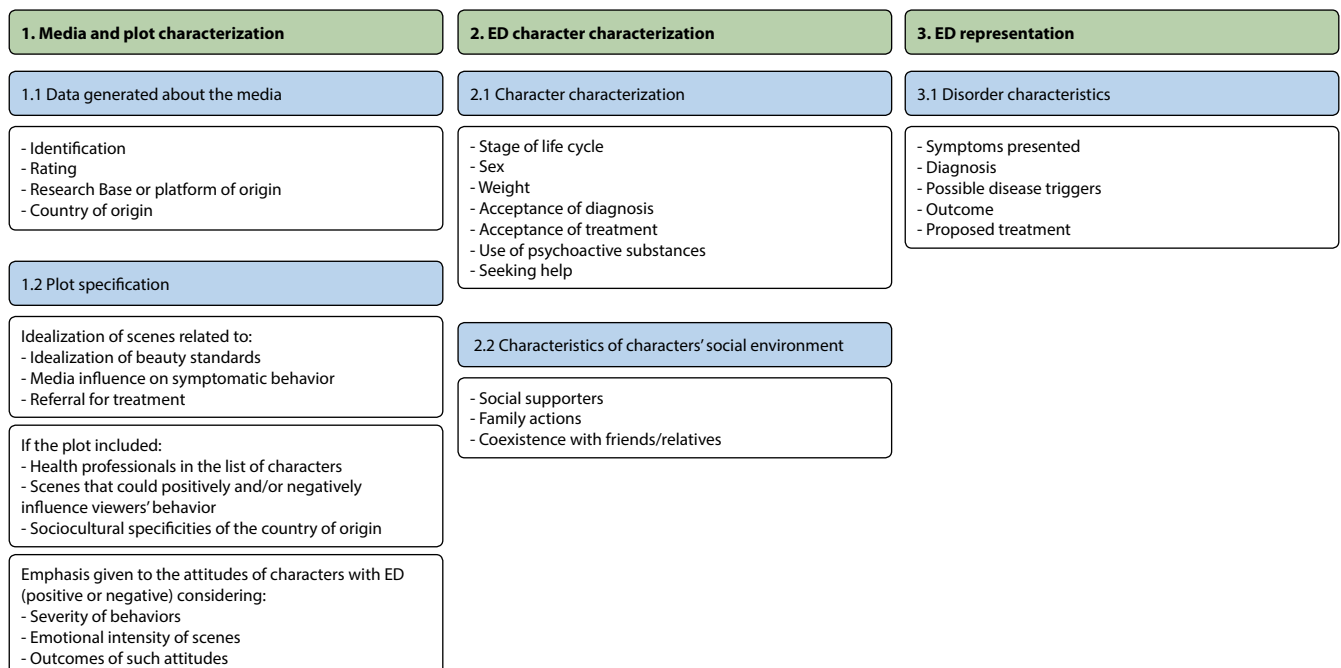 1. Media and plot characterization
1.1 Data generated about the media
- Identification
- Rating
- Research Base or platform of origin
- Country of origin
1.2 Plot specification
Idealization of scenes related to:
- Idealization of beauty standards
- Media influence on symptomatic behavior
- Referral for treatment
If the plot included:
- Health professionals in the list of characters
- Scenes that could positively and/or negatively
influence viewers’ behavior
- Sociocultural specificities of the country of origin
Emphasis given to the attitudes of characters with ED
(positive or negative) considering:
- Severity of behaviors
- Emotional intensity of scenes
- Outcomes of such attitudes
2. ED character characterization
2.1 Character characterization
- Stage of life cycle
- Sex
- Weight
- Acceptance of diagnosis
- Acceptance of treatment
- Use of psychoactive substances
- Seeking help
2.2 Characteristics of characters’ social environment
- Social supporters
- Family actions
- Coexistence with friends/relatives
3. ED representation
3.1 Disorder characteristics
- Symptoms presented
- Diagnosis
- Possible disease triggers
- Outcome
- Proposed treatment